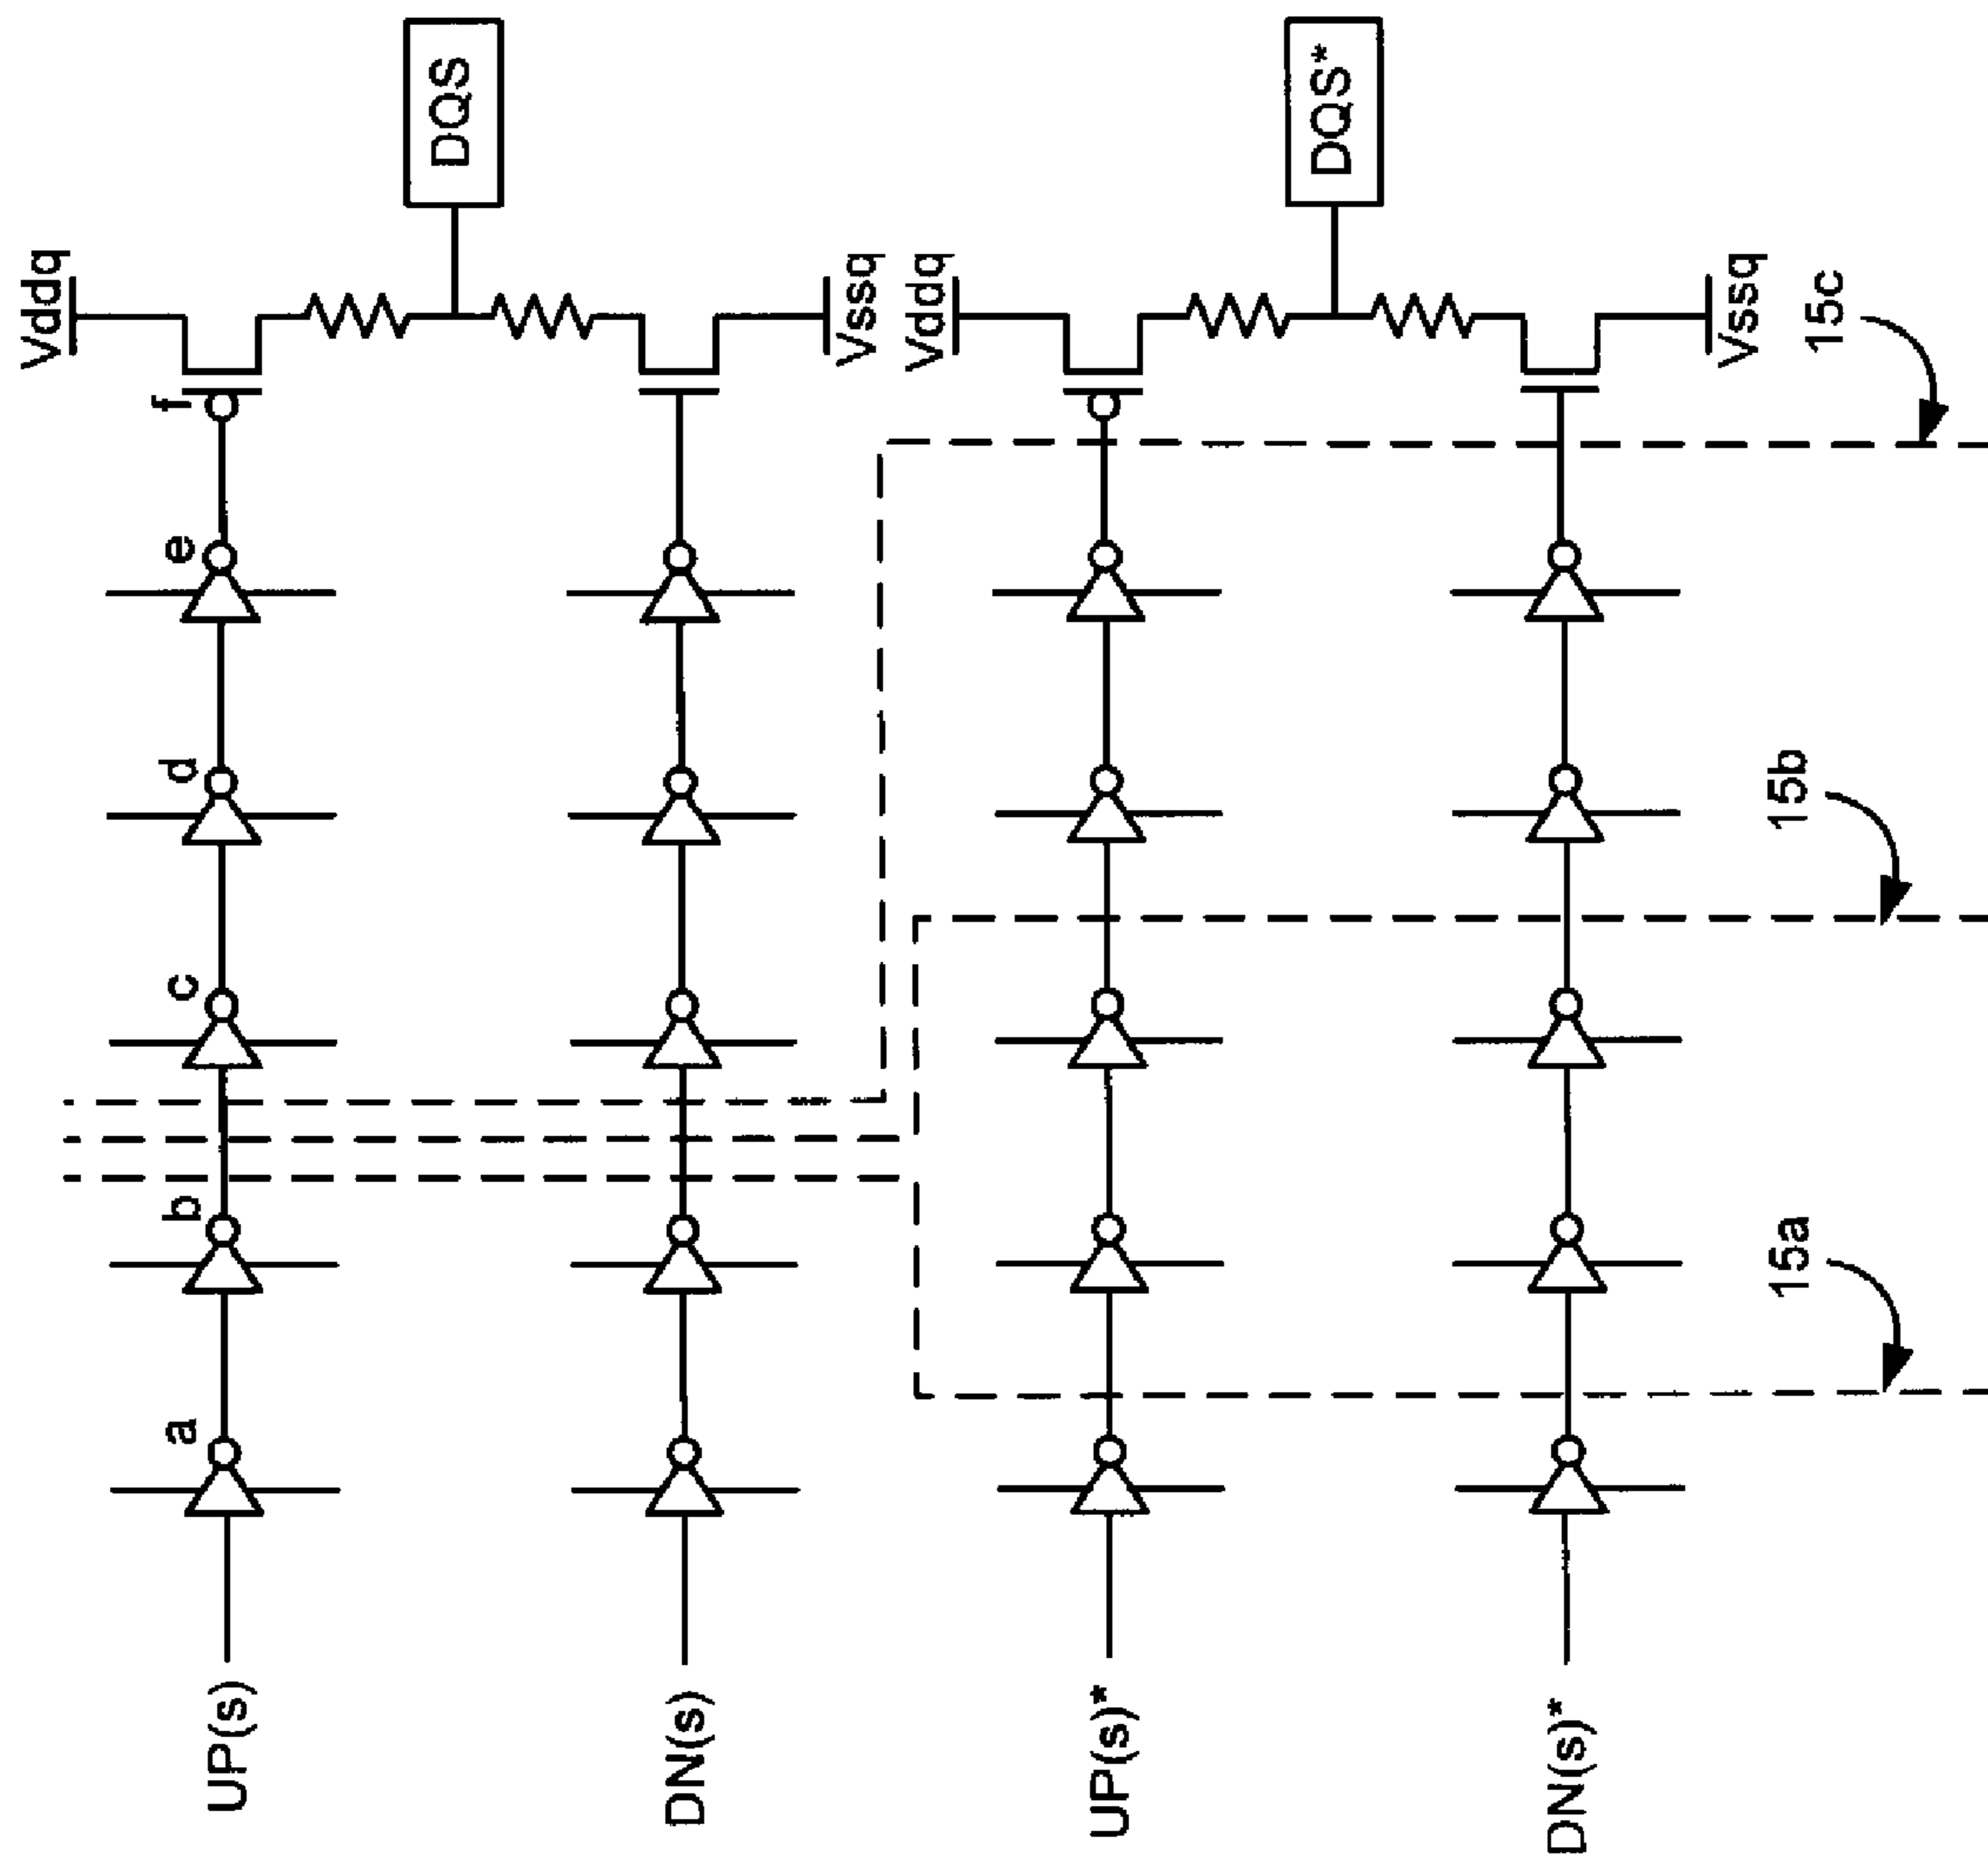 Vddq
f
e
d
c
b
a
UP(s)
DQS
DN(s)
Vssq
Vddq
UP(s)*
DQS*
DN(s)*
Vssq
15a
15b
15c